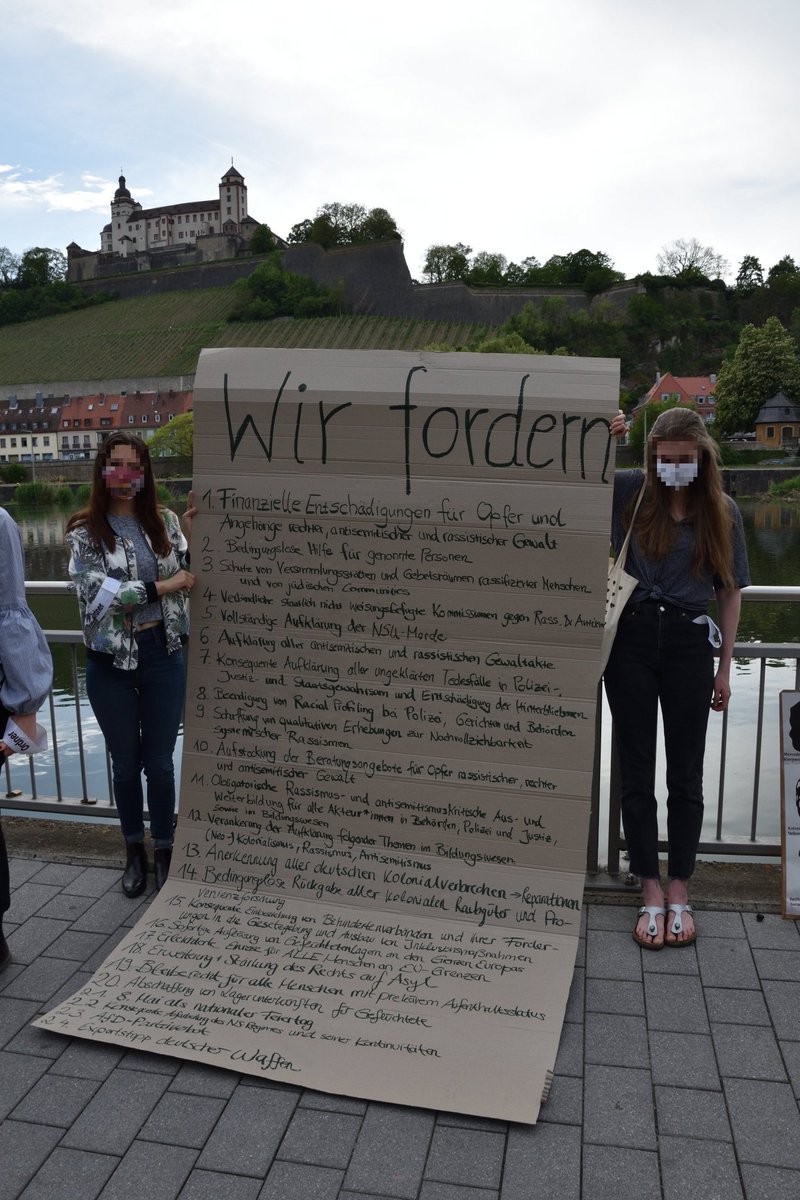 Wir fordern
1. Finanzielle Entschädigungen für Opfer und
Angehörige rechter, antisemitischer und rassistischer Gewalt
2. Bedingungslose Hilfe für genannte Personen
3. Schutz von Versammlungsstätten und Gebetsräumen rassifizierter Menschen
und von jüdischen Communities
4. Verbindliche staatlich nicht weisungsbefugte Kommissionen gegen Rass. &
5. Vollständige Aufklärung der NSU-Morde
6. Aufklärung aller antisemitischen und rassistischen Gewaltakte
7. Konsequente Aufklärung aller ungeklärten Todesfälle in Polizei-,
Justiz- und Staatsgewahrsam und Entschädigung der Hinterbliebenen
8. Beendigung von Racial Profiling bei Polizei, Gerichten und Behörden
9. Schaffung von qualitativen Erhebungen zur Nachvollziehbarkeit
systemischer Rassismen
10. Aufstockung der Beratungsangebote für Opfer rassistischer, rechter
und antisemitischer Gewalt
11. Obligatorische Rassismus- und antisemitismuskritische Aus- und
Weiterbildung für alle Akteur*innen in Behörden, Polizei und Justiz,
sowie im Bildungswesen
12. Verankerung der Aufklärung folgender Themen im Bildungswesen:
(Neo-)Kolonialismus, Rassismus, Antisemitismus
13. Anerkennung aller deutschen Kolonialverbrechen → Reparationen
14. Bedingungslose Rückgabe aller kolonialen Raubgüter und Pro-
venienzforschung
15. Konsequente Einbeziehung von Behindertenverbänden und ihrer Forder-
ungen in die Gesetzgebung und Ausbau von Inklusionsmaßnahmen
16. Sofortige Auflösung von Geflüchtetenlagern an den Grenzen Europas
17. Erleichterte Einreise für ALLE Menschen an EU-Grenzen
18. Erweiterung + Stärkung des Rechts auf Asyl
19. Bleiberecht für alle Menschen mit prekärem Aufenthaltsstatus
20. Abschaffung von Lagerunterkünften für Geflüchtete
21. 8. Mai als nationaler Feiertag
22. Konsequente Aufarbeitung des NS Regimes und seiner Kontinuitäten
23. AfD-Parteiverbot
24. Exportstopp deutscher Waffen